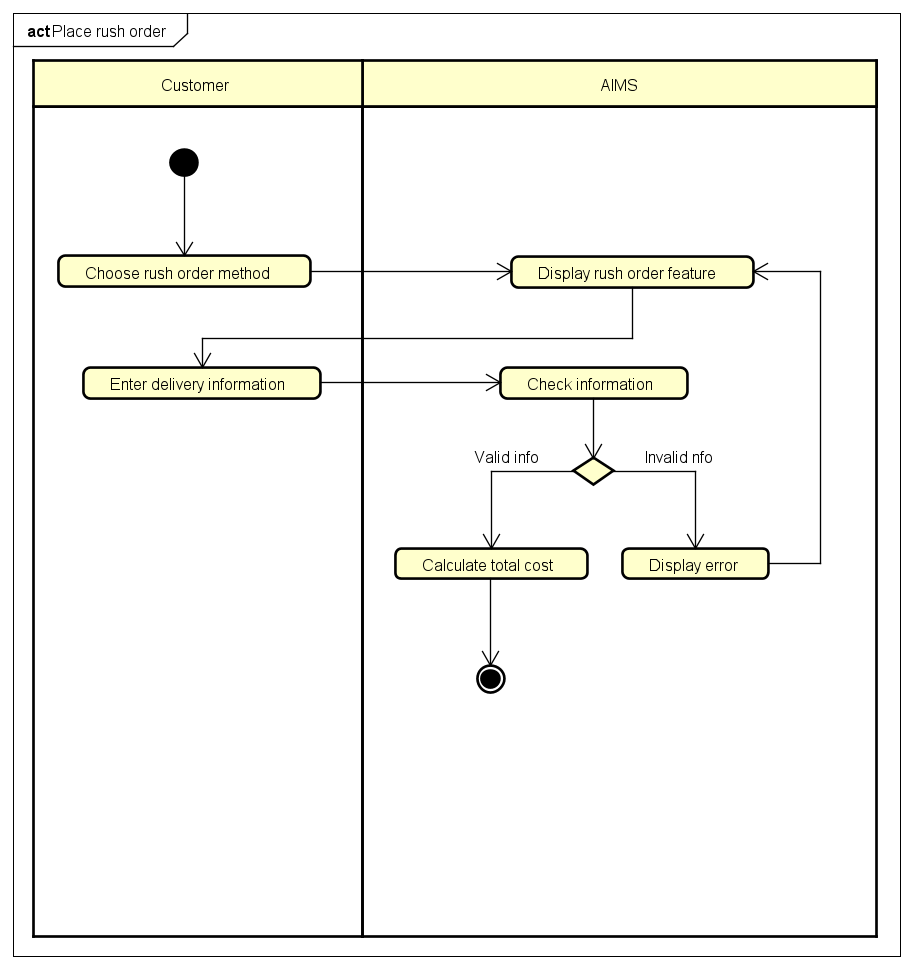 act Place rush order
Customer
AIMS
Choose rush order method
Display rush order feature
Enter delivery information
Check information
Valid info
Invalid nfo
Calculate total cost
Display error